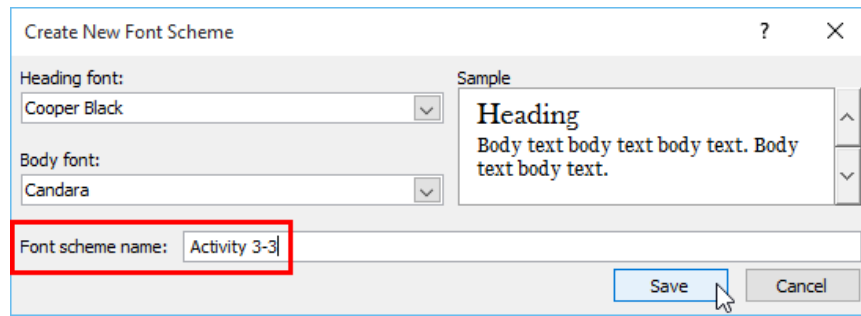 Create New Font Scheme
?
Heading font:
Cooper Black
Body font:
Candara
Sample
Heading
Body text body text body text. Body
text body text.
Font scheme name:
Activity 3-3
Save
Cancel